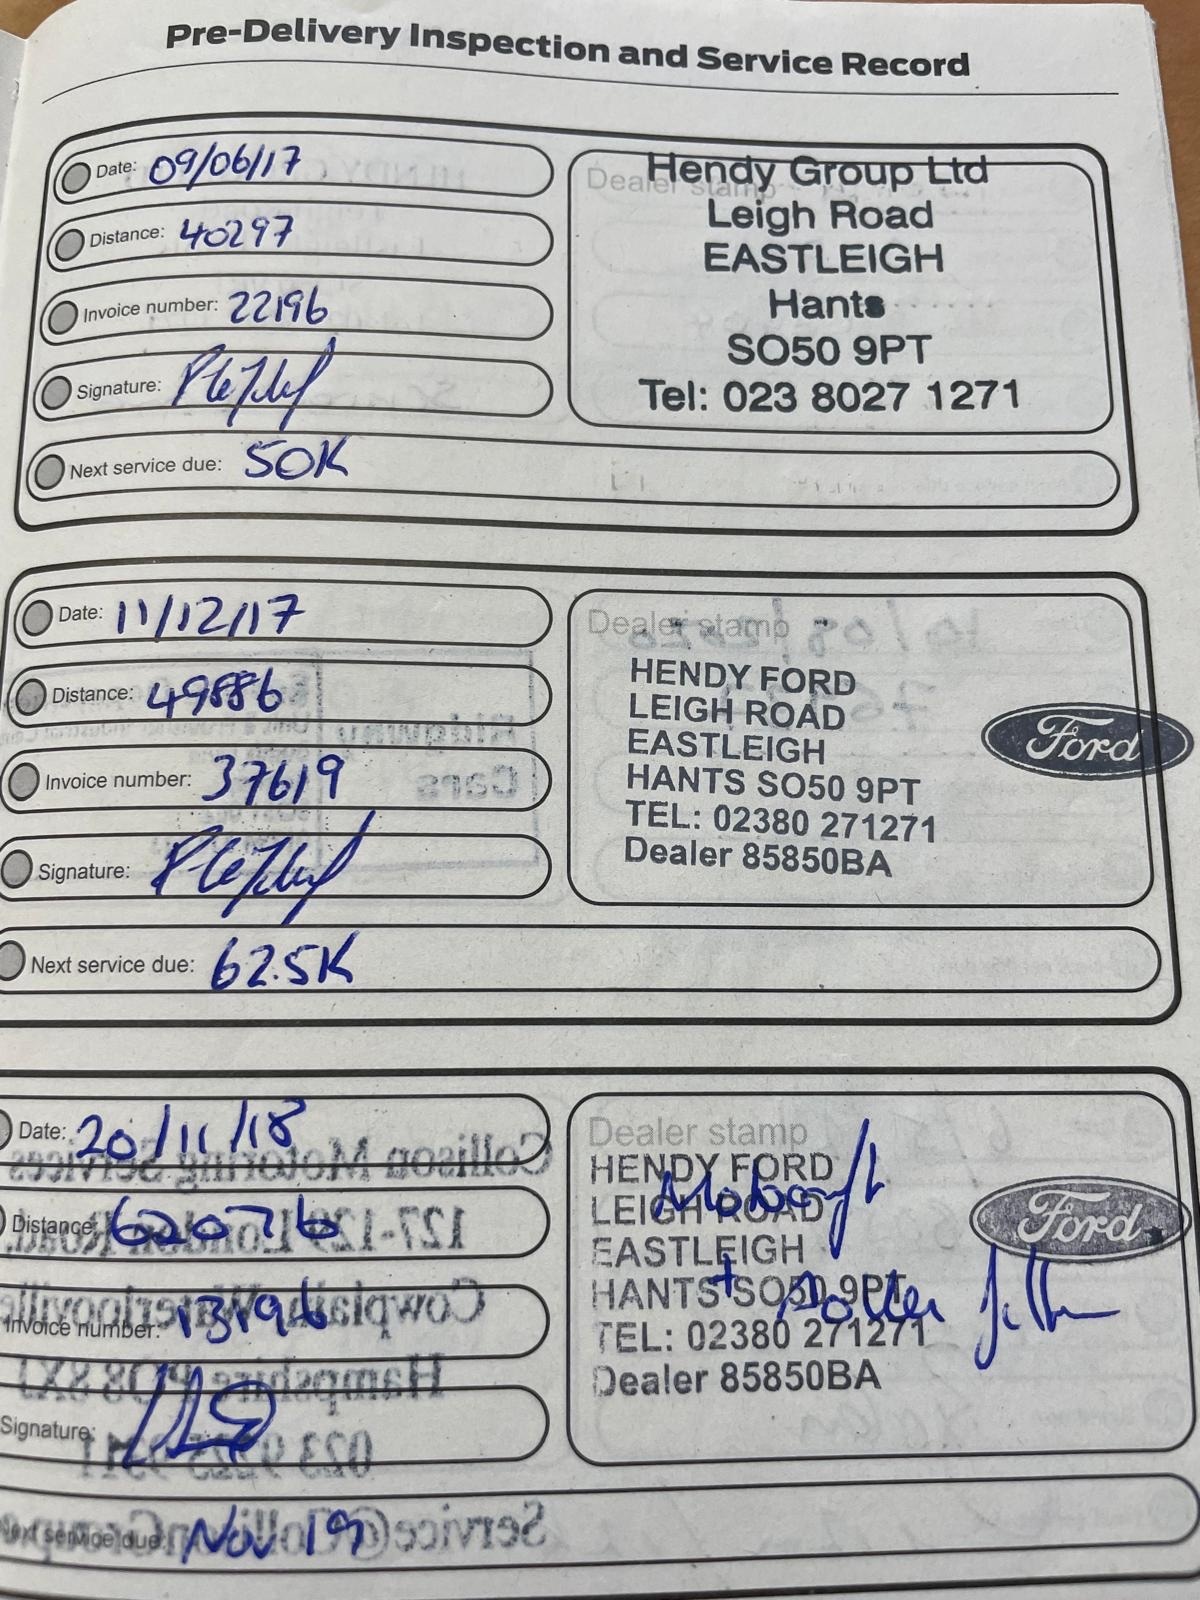 Pre-Delivery Inspection and Service Record
Date: 09/06/17
Distance: 40297
Invoice number: 22196
Signature:
Next service due: 50K
Dealer stamp
Hendy Group Ltd
Leigh Road
EASTLEIGH
Hants
SO50 9PT
Tel: 023 8027 1271
Date: 11/12/17
Distance: 49886
Invoice number: 37619
Signature:
Next service due: 62.5K
Dealer stamp
HENDY FORD
LEIGH ROAD
EASTLEIGH
HANTS SO50 9PT
TEL: 02380 271271
Dealer 85850BA
Ford
Date: 20/11/18
Distance: 62076
Invoice number: 13196
Signature:
Next service due: Nov 19
Dealer stamp
HENDY FORD
LEIGH ROAD
EASTLEIGH
HANTS SO50 9PT
TEL: 02380 271271
Dealer 85850BA
Ford
+ Pollen